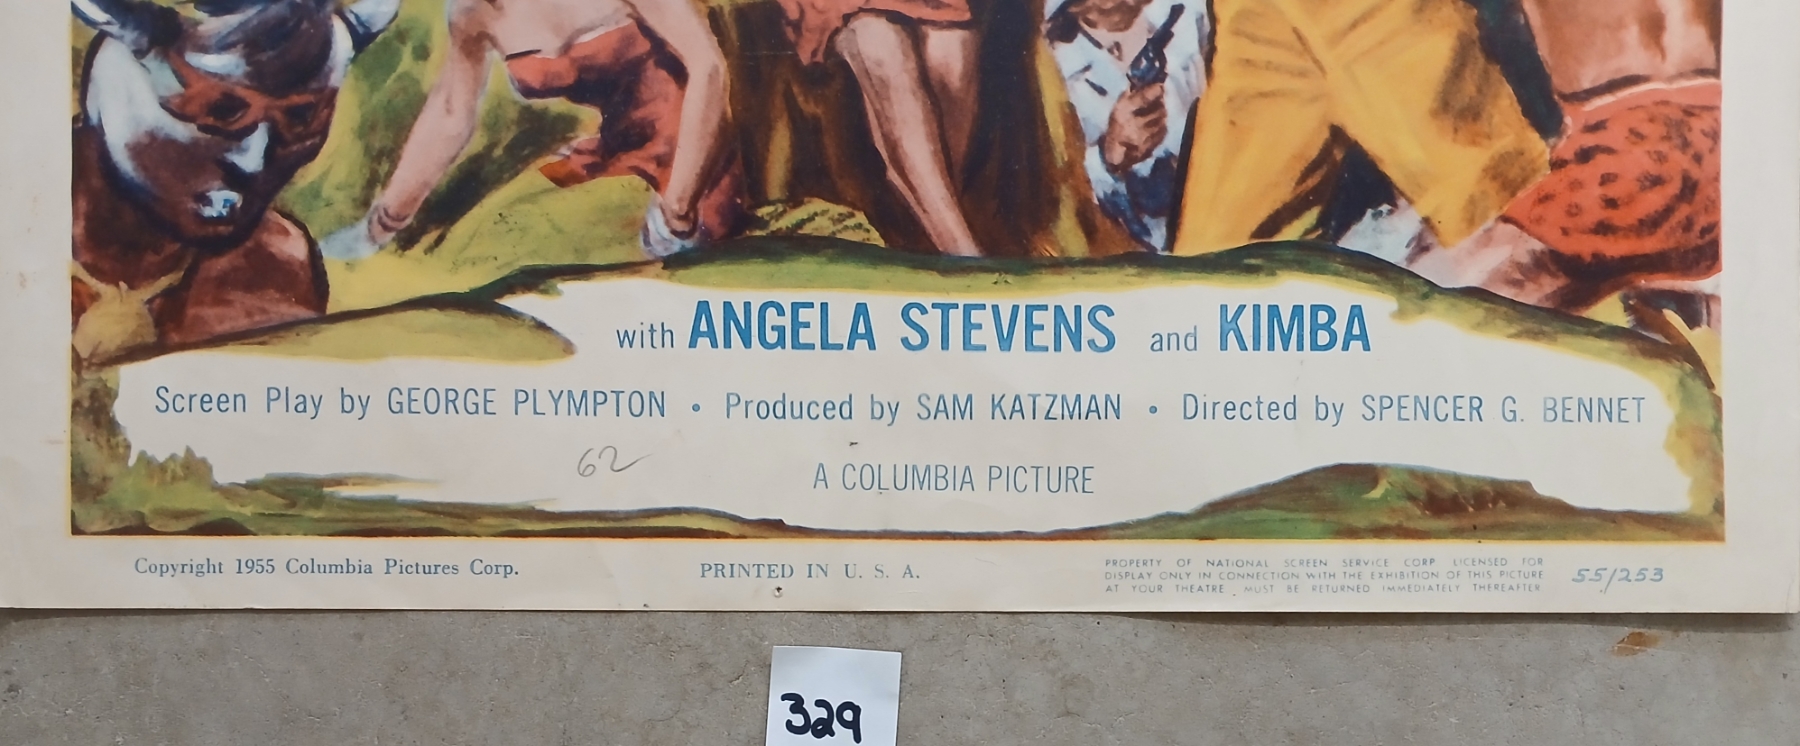 with ANGELA STEVENS and KIMBA
Screen Play by GEORGE PLYMPTON • Produced by SAM KATZMAN • Directed by SPENCER G. BENNET
62
A COLUMBIA PICTURE
Copyright 1955 Columbia Pictures Corp.
PRINTED IN U. S. A.
PROPERTY OF NATIONAL SCREEN SERVICE CORP LICENSED FOR
DISPLAY ONLY IN CONNECTION WITH THE EXHIBITION OF THIS PICTURE
AT YOUR THEATRE . MUST BE RETURNED IMMEDIATELY THEREAFTER
55/253
329